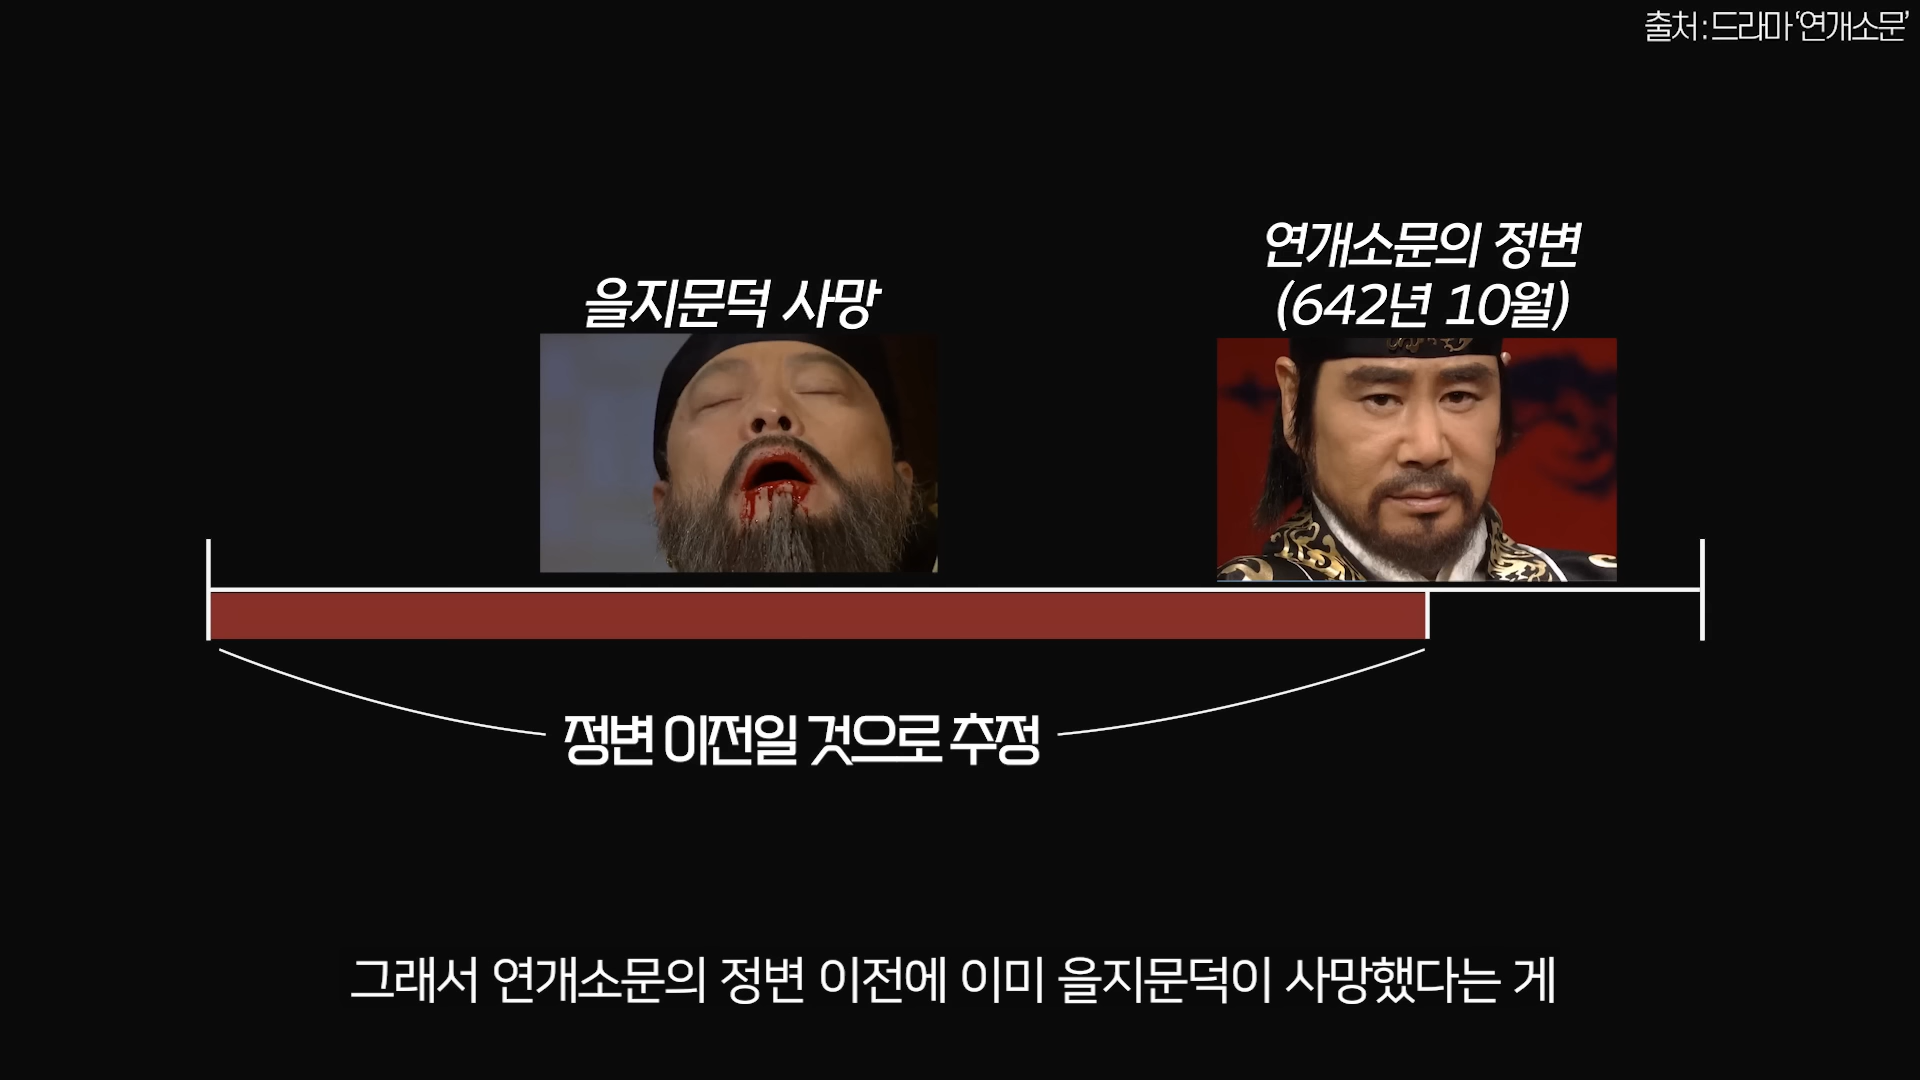 출처 : 드라마 '연개소문'
연개소문의 정변
(642년 10월)
을지문덕 사망
정변 이전일 것으로 추정
그래서 연개소문의 정변 이전에 이미 을지문덕이 사망했다는 게